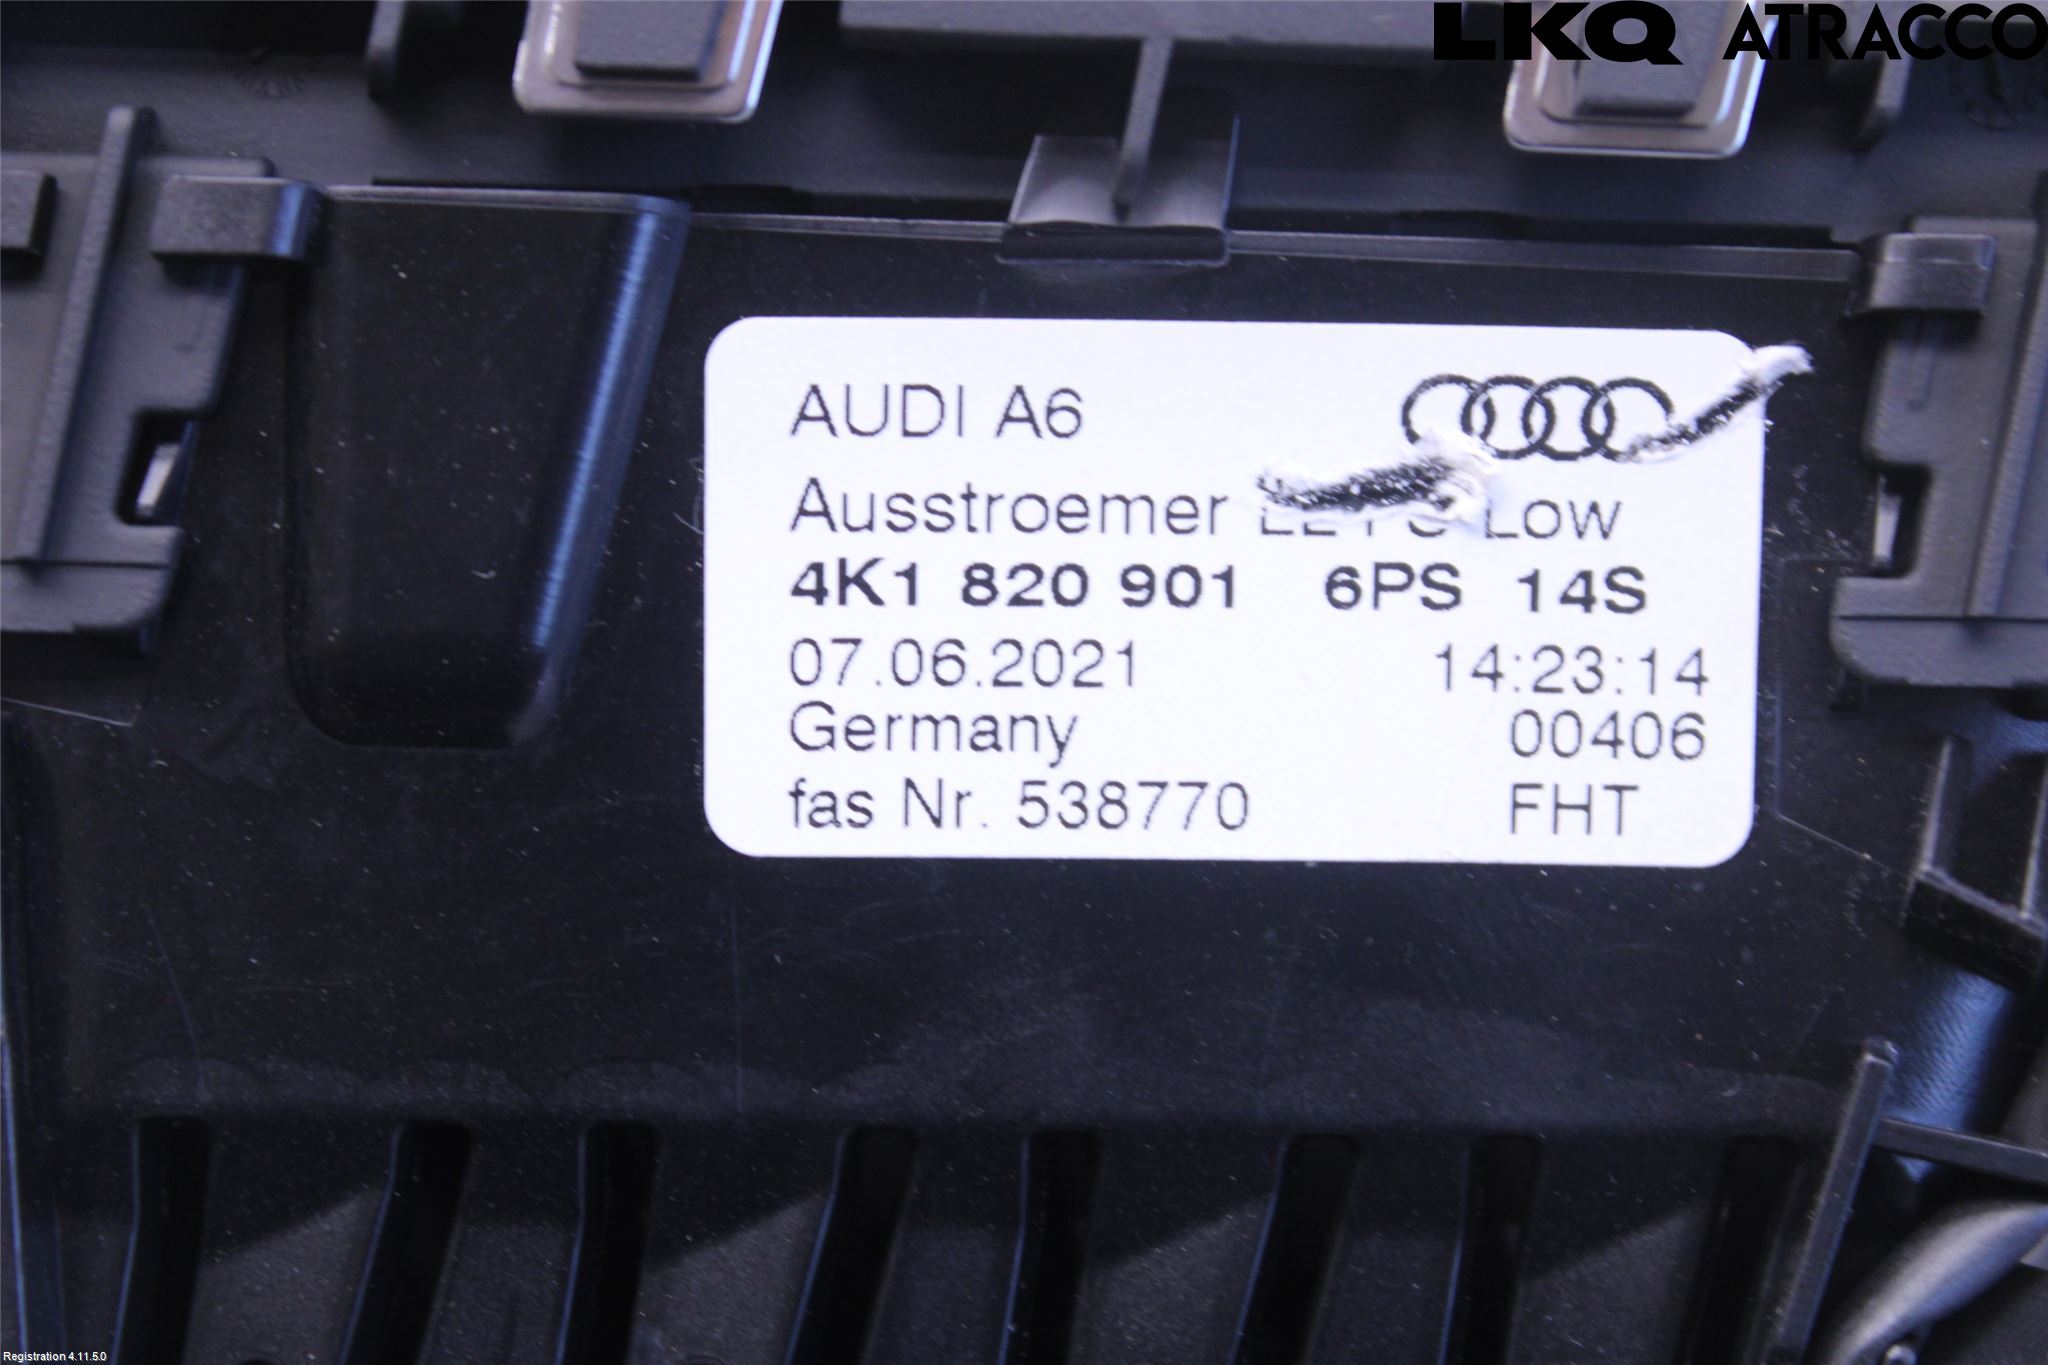 LKQ ATRACCO
AUDI A6
Ausstroemer Low
4K1 820 901 6PS 14S
07.06.2021 14:23:14
Germany 00406
fas Nr. 538770 FHT
Registration 4.11.5.0